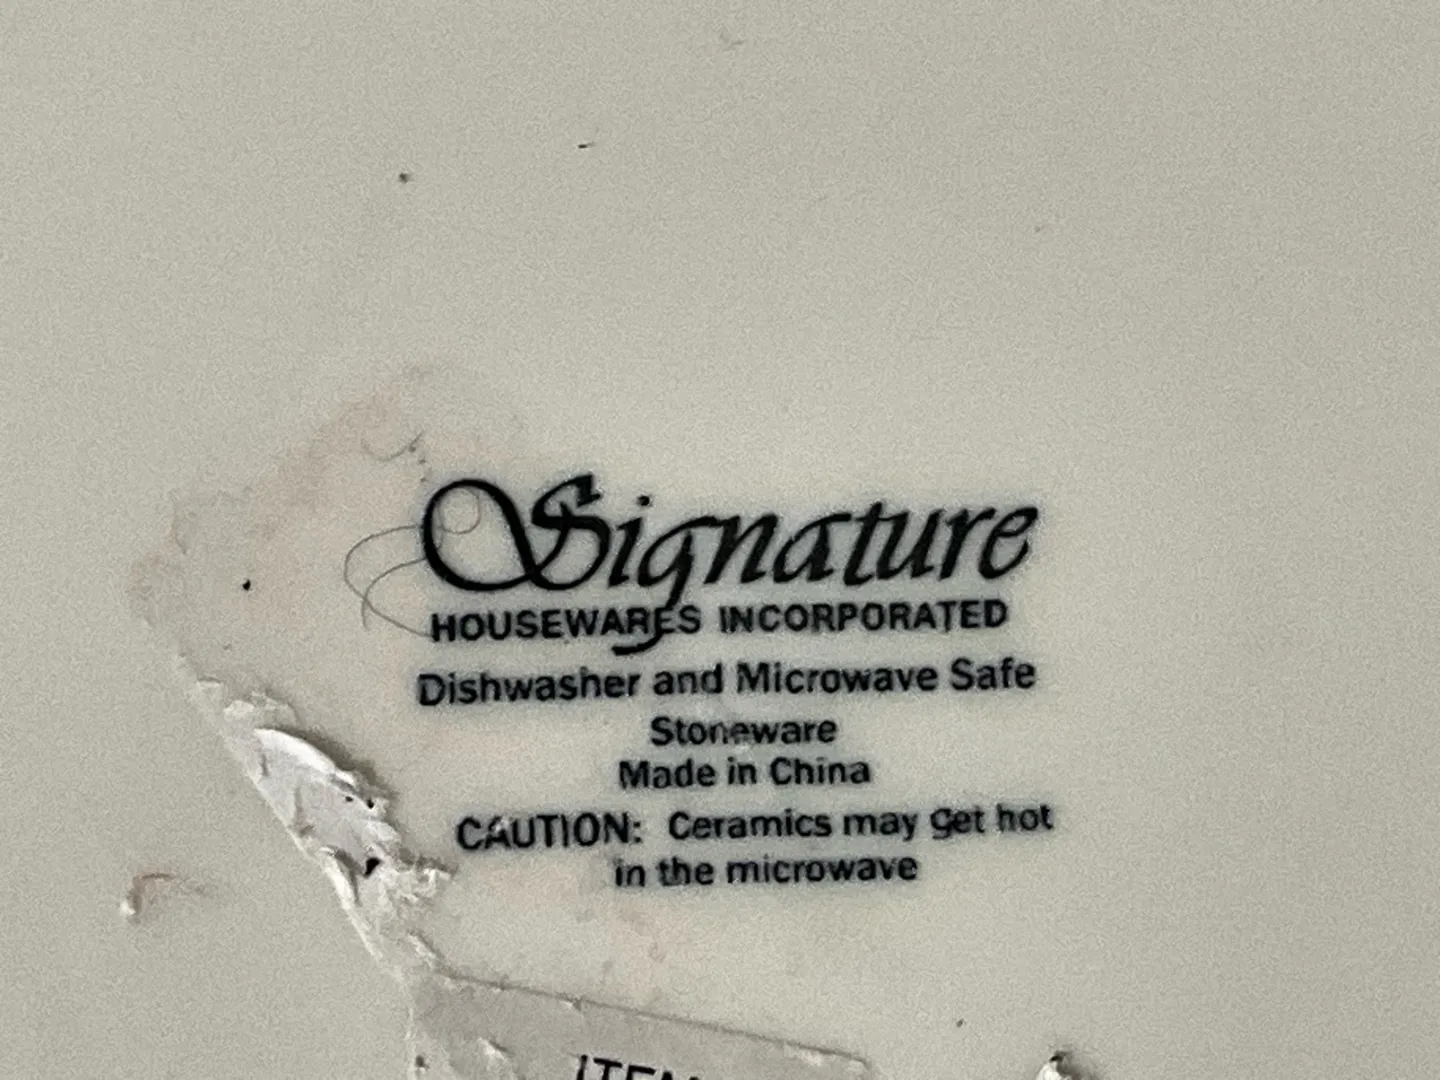 Signature
HOUSEWARES INCORPORATED
Dishwasher and Microwave Safe
Stoneware
Made in China
CAUTION: Ceramics may get hot
in the microwave
ITEM